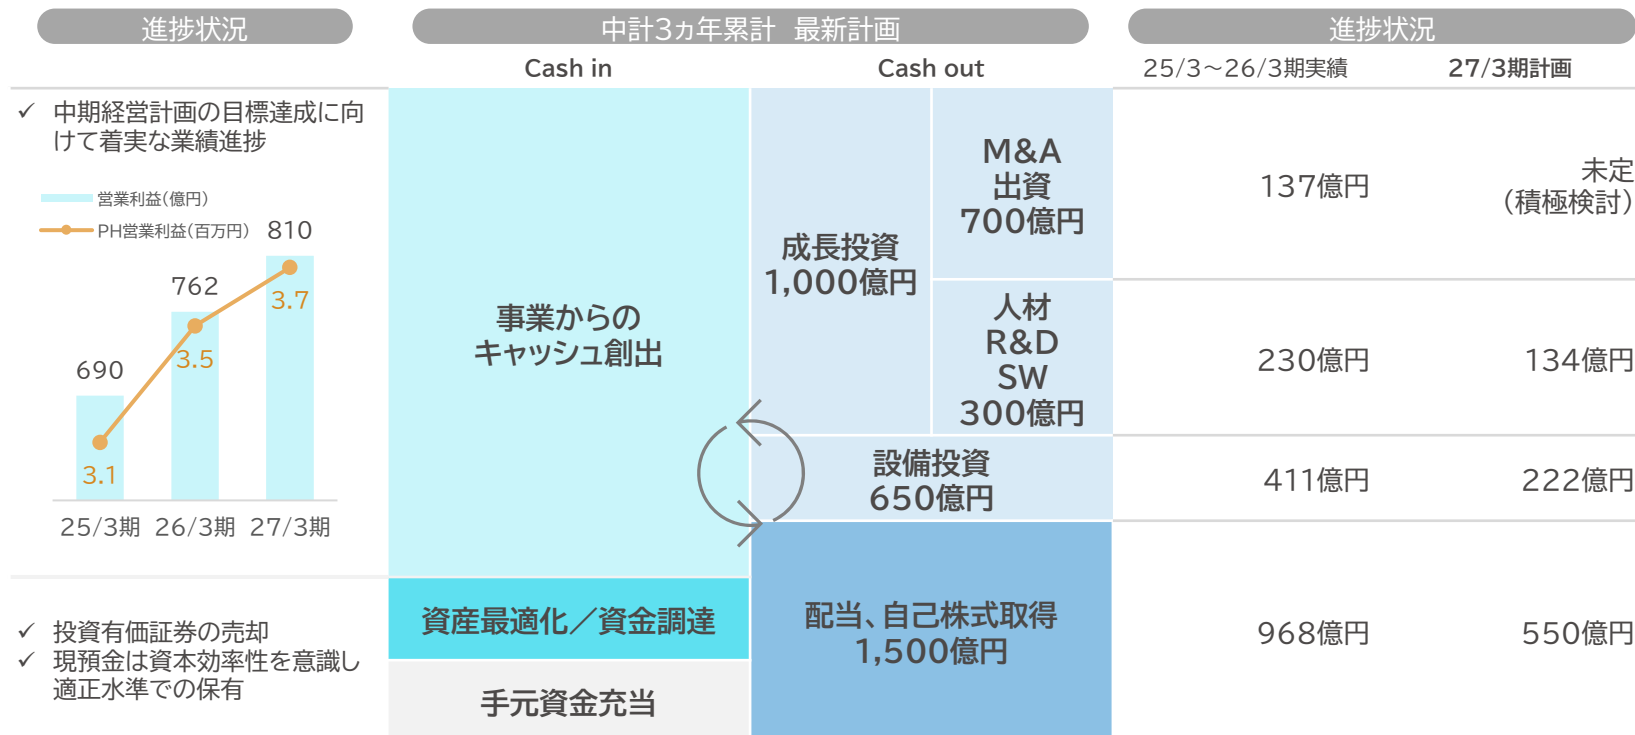 進捗状況
中計3ヵ年累計 最新計画
進捗状況
Cash in
Cash out
25/3～26/3期実績
27/3期計画
✓ 中期経営計画の目標達成に向
けて着実な業績進捗
営業利益(億円)
PH営業利益(百万円)
810
762
690
3.7
3.5
3.1
25/3期 26/3期 27/3期
✓ 投資有価証券の売却
✓ 現預金は資本効率性を意識し
適正水準での保有
事業からの
キャッシュ創出
資産最適化／資金調達
手元資金充当
成長投資
1,000億円
M&A
出資
700億円
人材
R&D
SW
300億円
設備投資
650億円
配当、自己株式取得
1,500億円
137億円
未定
（積極検討）
230億円
134億円
411億円
222億円
968億円
550億円